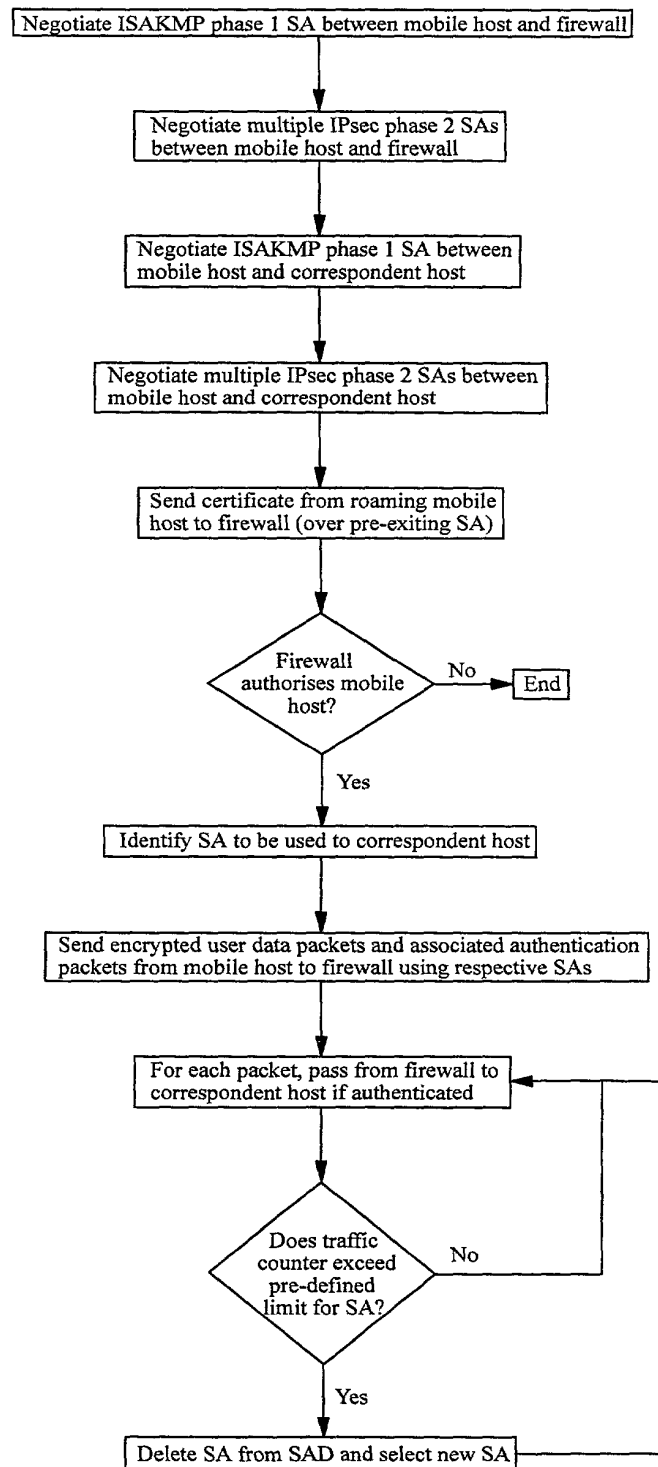 Negotiate ISAKMP phase 1 SA between mobile host and firewall
Negotiate multiple IPsec phase 2 SAs
between mobile host and firewall
Negotiate ISAKMP phase 1 SA between
mobile host and correspondent host
Negotiate multiple IPsec phase 2 SAs between
mobile host and correspondent host
Send certificate from roaming mobile
host to firewall (over pre-exiting SA)
Firewall
authorises mobile
host?
No
End
Yes
Identify SA to be used to correspondent host
Send encrypted user data packets and associated authentication
packets from mobile host to firewall using respective SAs
For each packet, pass from firewall to
correspondent host if authenticated
Does traffic
counter exceed
pre-defined
limit for SA?
No
Yes
Delete SA from SAD and select new SA